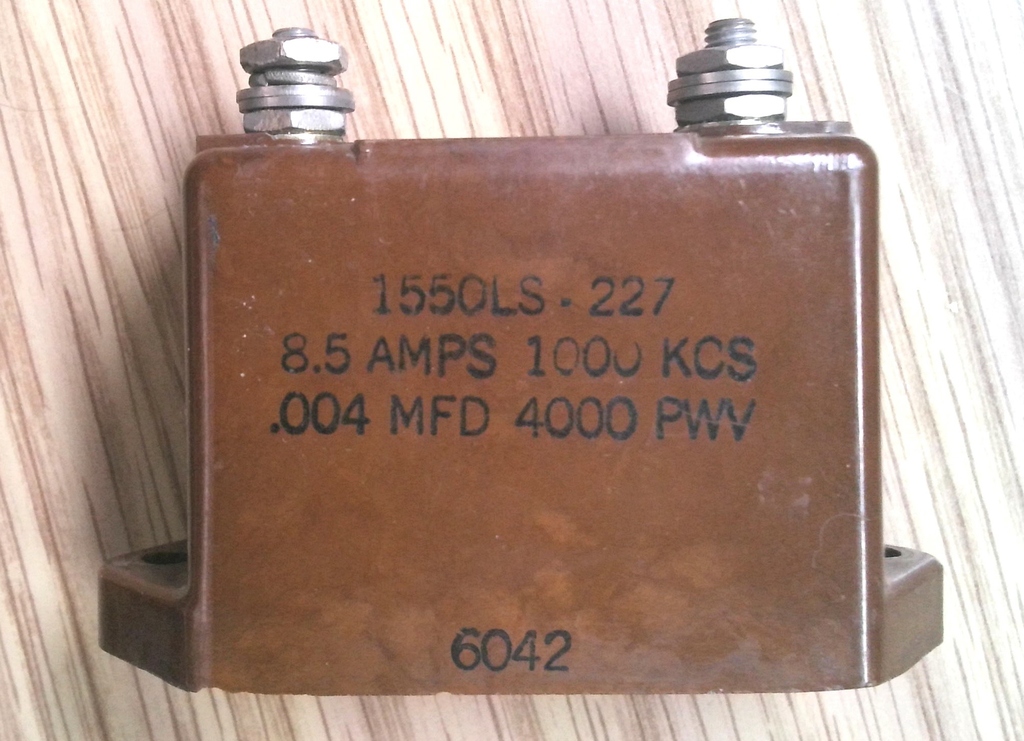 1550LS - 227
8.5 AMPS 1000 KCS
.004 MFD 4000 PWV
6042